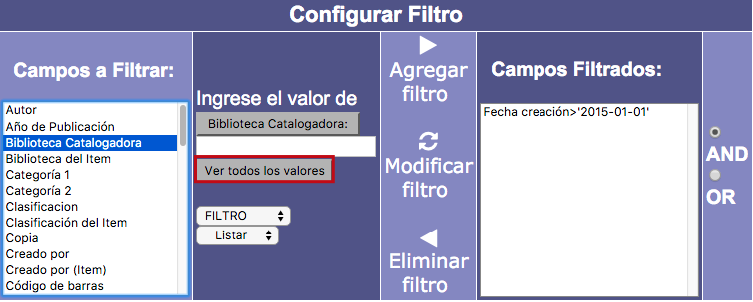 Configurar Filtro
Campos a Filtrar:
Autor
Año de Publicación
Biblioteca Catalogadora
Biblioteca del Item
Categoría 1
Categoría 2
Clasificacion
Clasificación del Item
Copia
Creado por
Creado por (Item)
Código de barras
Ingrese el valor de
Biblioteca Catalogadora:
Ver todos los valores
FILTRO
Listar
Agregar
filtro
Modificar
filtro
Eliminar
filtro
Campos Filtrados:
Fecha creación>'2015-01-01'
AND
OR